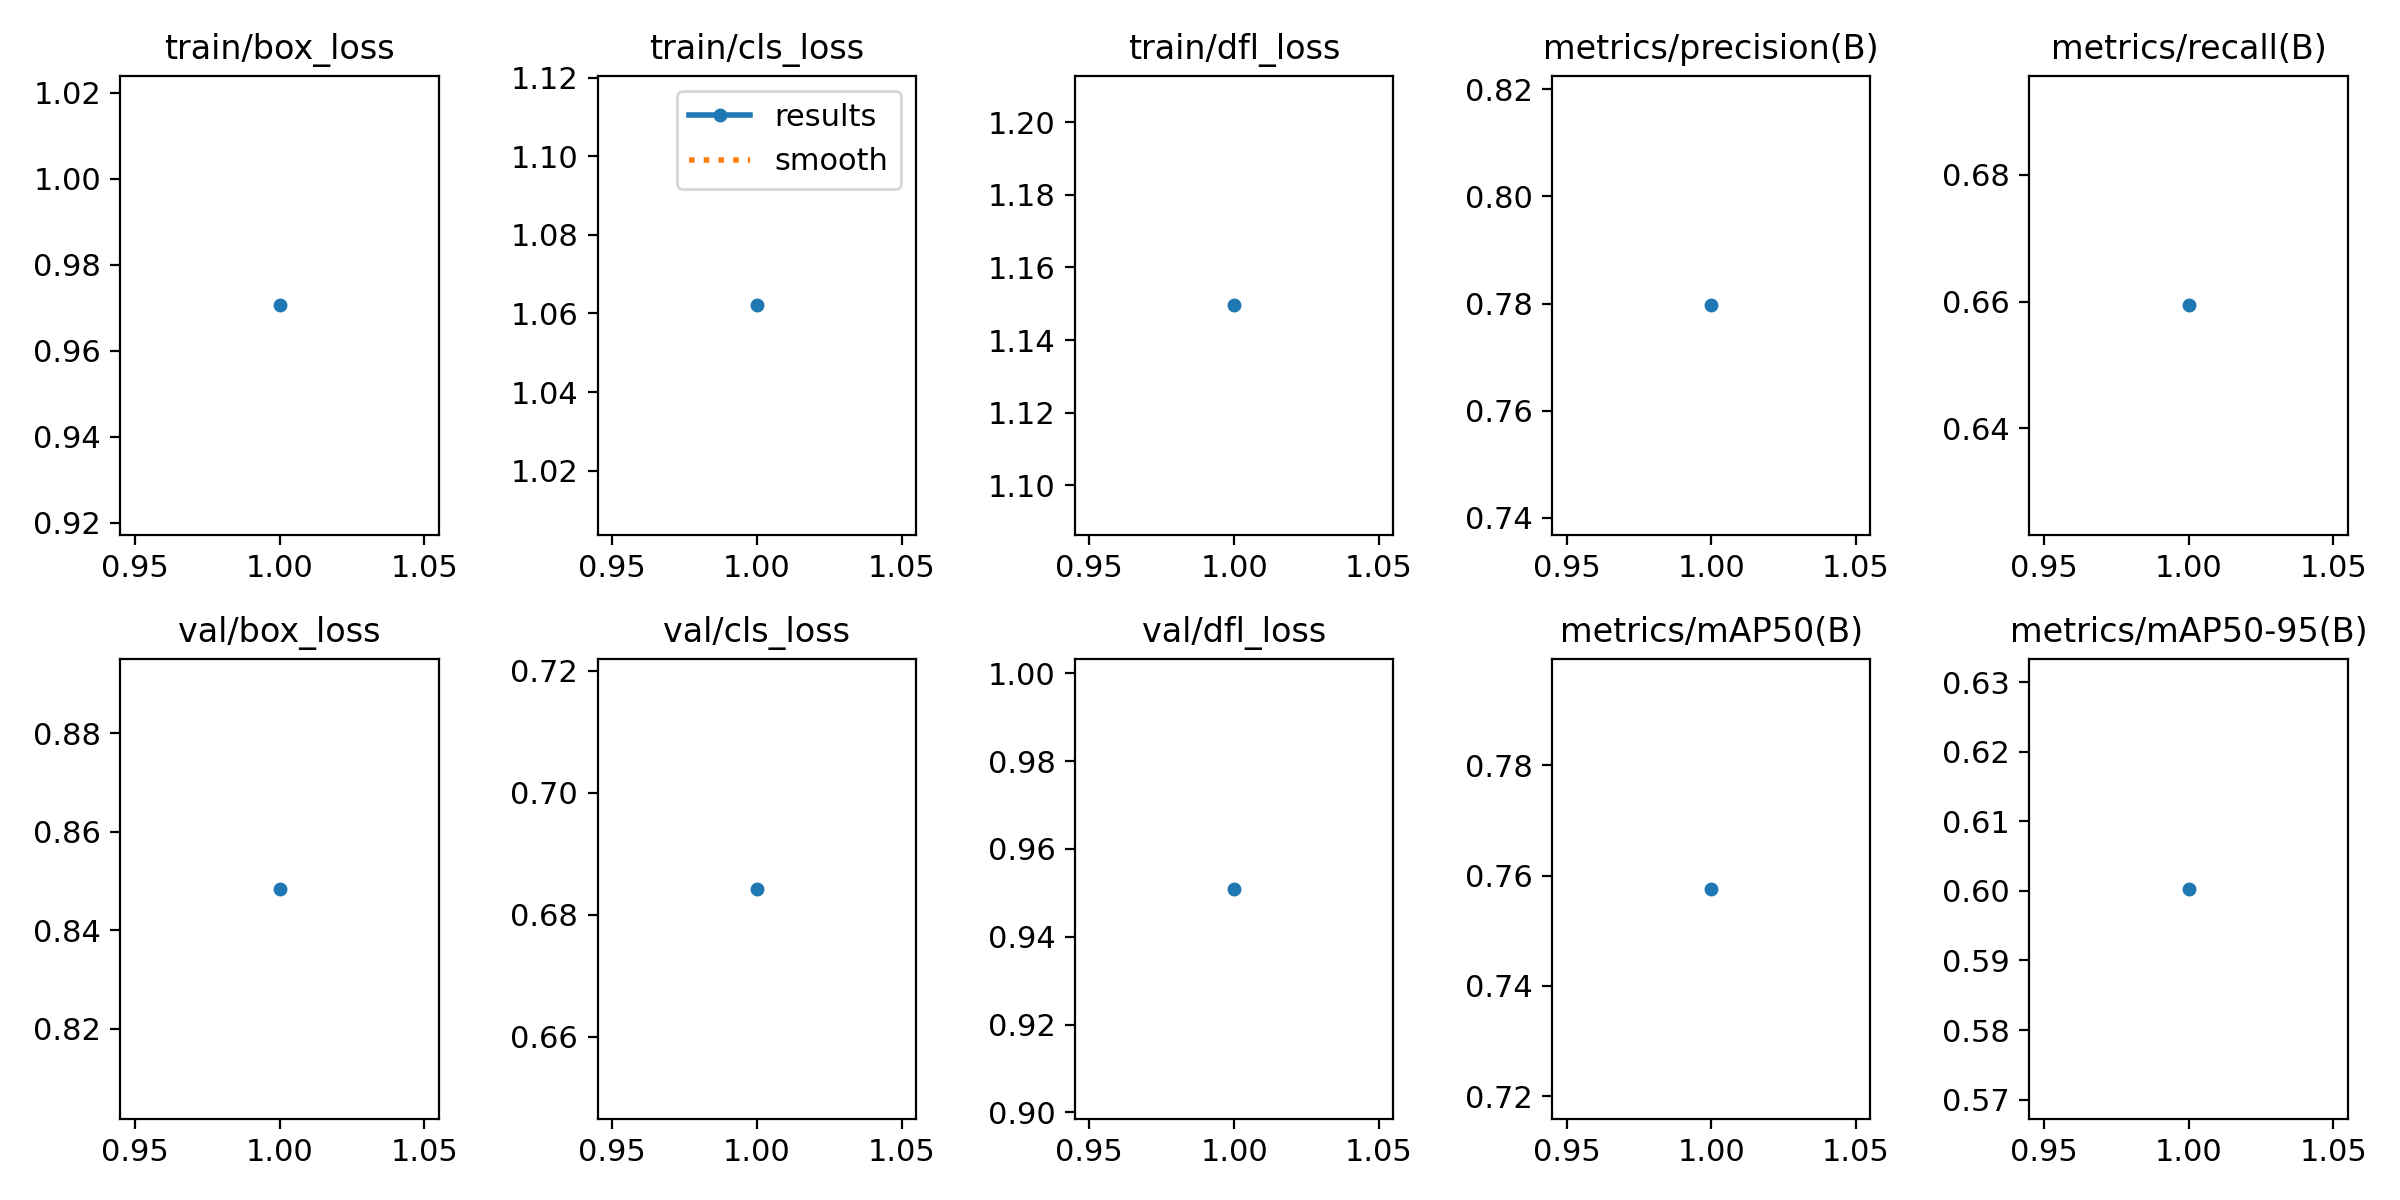 train/box_loss
1.02
1.00
0.98
0.96
0.94
0.92
0.95 1.00 1.05
train/cls_loss
1.12
1.10
1.08
1.06
1.04
1.02
results
smooth
0.95 1.00 1.05
train/dfl_loss
1.20
1.18
1.16
1.14
1.12
1.10
0.95 1.00 1.05
metrics/precision(B)
0.82
0.80
0.78
0.76
0.74
0.95 1.00 1.05
metrics/recall(B)
0.68
0.66
0.64
0.95 1.00 1.05
val/box_loss
0.88
0.86
0.84
0.82
0.95 1.00 1.05
val/cls_loss
0.72
0.70
0.68
0.66
0.95 1.00 1.05
val/dfl_loss
1.00
0.98
0.96
0.94
0.92
0.90
0.95 1.00 1.05
metrics/mAP50(B)
0.78
0.76
0.74
0.72
0.95 1.00 1.05
metrics/mAP50-95(B)
0.63
0.62
0.61
0.60
0.59
0.58
0.57
0.95 1.00 1.05